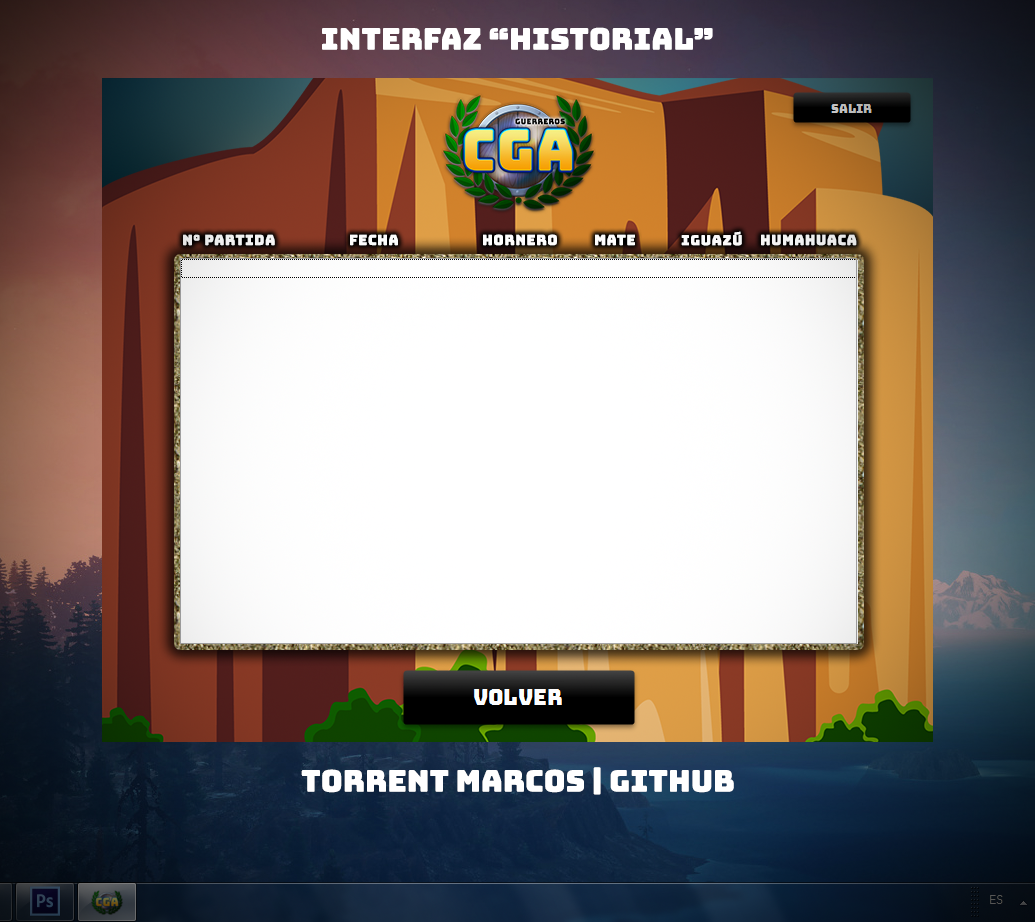 INTERFAZ “HISTORIAL”
SALIR
GUERREROS
CGA
Nº PARTIDA FECHA HORNERO MATE IGUAZÚ HUMAHUACA
VOLVER
TORRENT MARCOS | GITHUB
Ps CGA ES